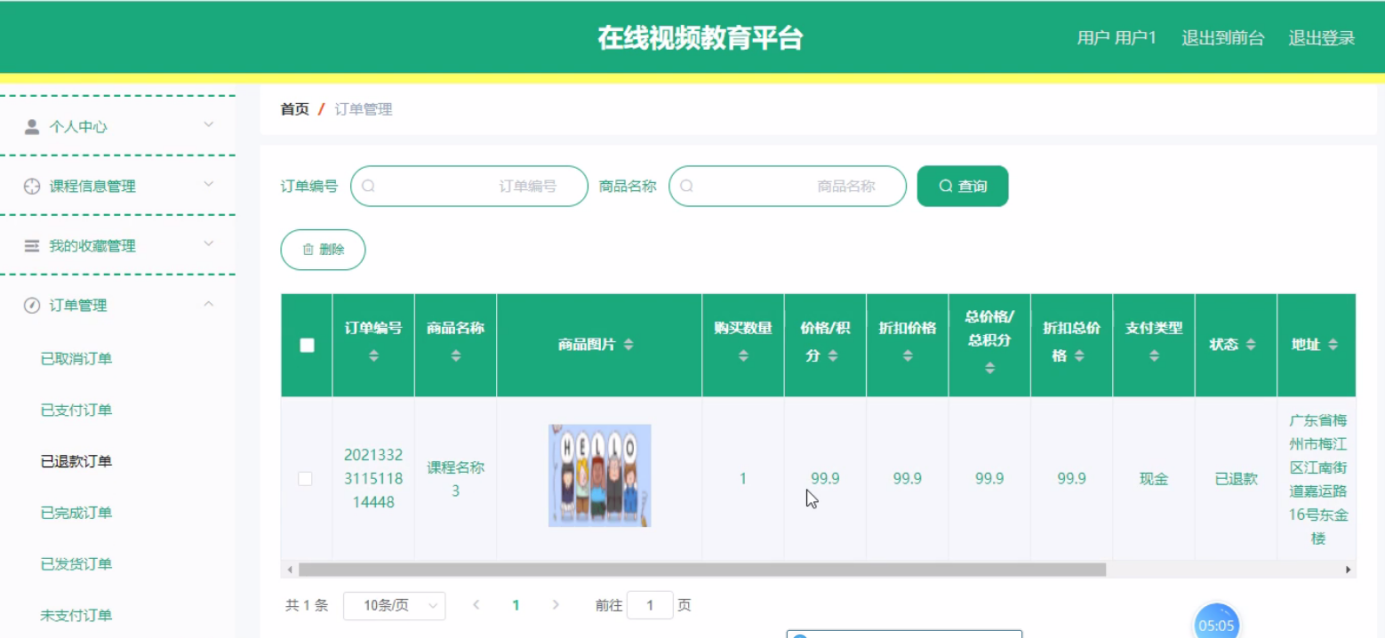 在线视频教育平台
用户 用户1 退出到前台 退出登录
首页 / 订单管理
个人中心
课程信息管理
我的收藏管理
订单管理
已取消订单
已支付订单
已退款订单
已完成订单
已发货订单
未支付订单
订单编号 订单编号 商品名称 商品名称 查询
删除
订单编号 商品名称 商品图片 购买数量 价格/积分 折扣价格 总价格/总积分 折扣总价格 支付类型 状态 地址
2021332
3115118
14448
课程名称
3
HELLO
1 99.9 99.9 99.9 99.9 现金 已退款
广东省梅
州市梅江
区江南街
道嘉运路
16号东金
楼
共 1 条 10条/页 1 前往 1 页
05:05